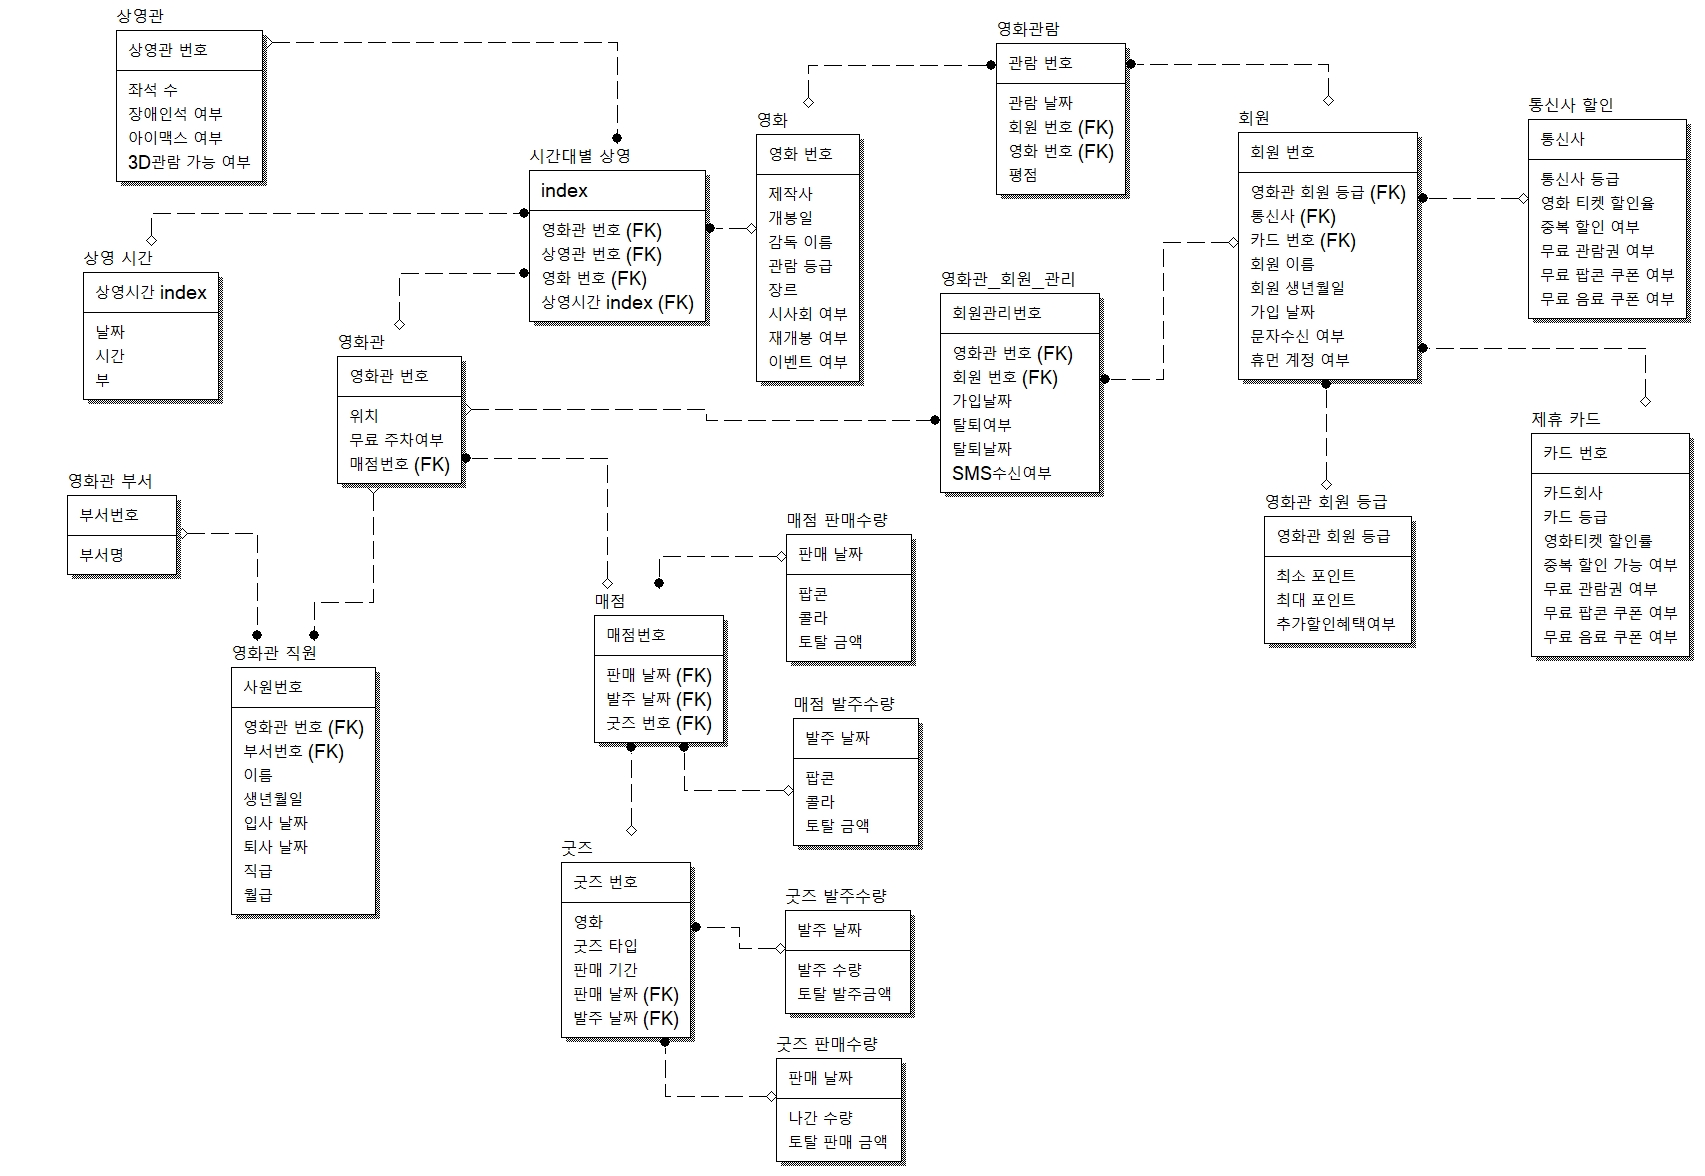 상영관
상영관 번호
좌석 수
장애인석 여부
아이맥스 여부
3D관람 가능 여부
영화관람
관람 번호
관람 날짜
회원 번호 (FK)
영화 번호 (FK)
평점
통신사 할인
통신사
통신사 등급
영화 티켓 할인율
중복 할인 여부
무료 관람권 여부
무료 팝콘 쿠폰 여부
무료 음료 쿠폰 여부
회원
회원 번호
영화관 회원 등급 (FK)
통신사 (FK)
카드 번호 (FK)
회원 이름
회원 생년월일
가입 날짜
문자수신 여부
휴먼 계정 여부
영화
영화 번호
제작사
개봉일
감독 이름
관람 등급
장르
시사회 여부
재개봉 여부
이벤트 여부
시간대별 상영
index
영화관 번호 (FK)
상영관 번호 (FK)
영화 번호 (FK)
상영시간 index (FK)
상영 시간
상영시간 index
날짜
시간
부
영화관_회원_관리
회원관리번호
영화관 번호 (FK)
회원 번호 (FK)
가입날짜
탈퇴여부
탈퇴날짜
SMS수신여부
영화관
영화관 번호
위치
무료 주차여부
매점번호 (FK)
제휴 카드
카드 번호
카드회사
카드 등급
영화티켓 할인률
중복 할인 가능 여부
무료 관람권 여부
무료 팝콘 쿠폰 여부
무료 음료 쿠폰 여부
영화관 부서
부서번호
부서명
영화관 회원 등급
영화관 회원 등급
최소 포인트
최대 포인트
추가할인혜택여부
매점 판매수량
판매 날짜
팝콘
콜라
토탈 금액
매점
매점번호
판매 날짜 (FK)
발주 날짜 (FK)
굿즈 번호 (FK)
영화관 직원
사원번호
영화관 번호 (FK)
부서번호 (FK)
이름
생년월일
입사 날짜
퇴사 날짜
직급
월급
매점 발주수량
발주 날짜
팝콘
콜라
토탈 금액
굿즈
굿즈 번호
영화
굿즈 타입
판매 기간
판매 날짜 (FK)
발주 날짜 (FK)
굿즈 발주수량
발주 날짜
발주 수량
토탈 발주금액
굿즈 판매수량
판매 날짜
나간 수량
토탈 판매 금액